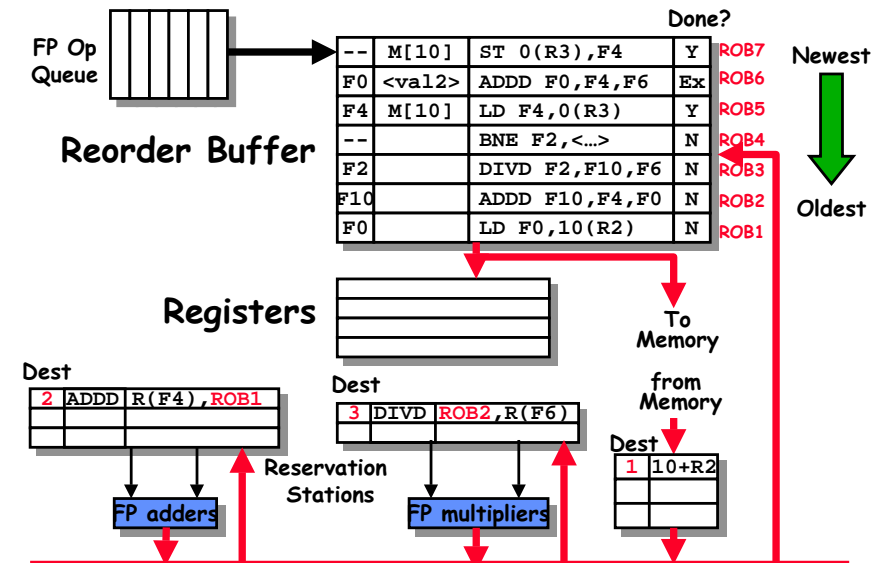 Done?
FP Op
Queue
-- M[10] ST 0(R3),F4 Y ROB7
F0 <val2> ADDD F0,F4,F6 Ex ROB6
F4 M[10] LD F4,0(R3) Y ROB5
-- BNE F2,<…> N ROB4
F2 DIVD F2,F10,F6 N ROB3
F10 ADDD F10,F4,F0 N ROB2
F0 LD F0,10(R2) N ROB1
Newest
Oldest
Reorder Buffer
Registers
To
Memory
from
Memory
Dest
2 ADDD R(F4),ROB1
Dest
3 DIVD ROB2,R(F6)
Dest
1 10+R2
Reservation
Stations
FP adders
FP multipliers